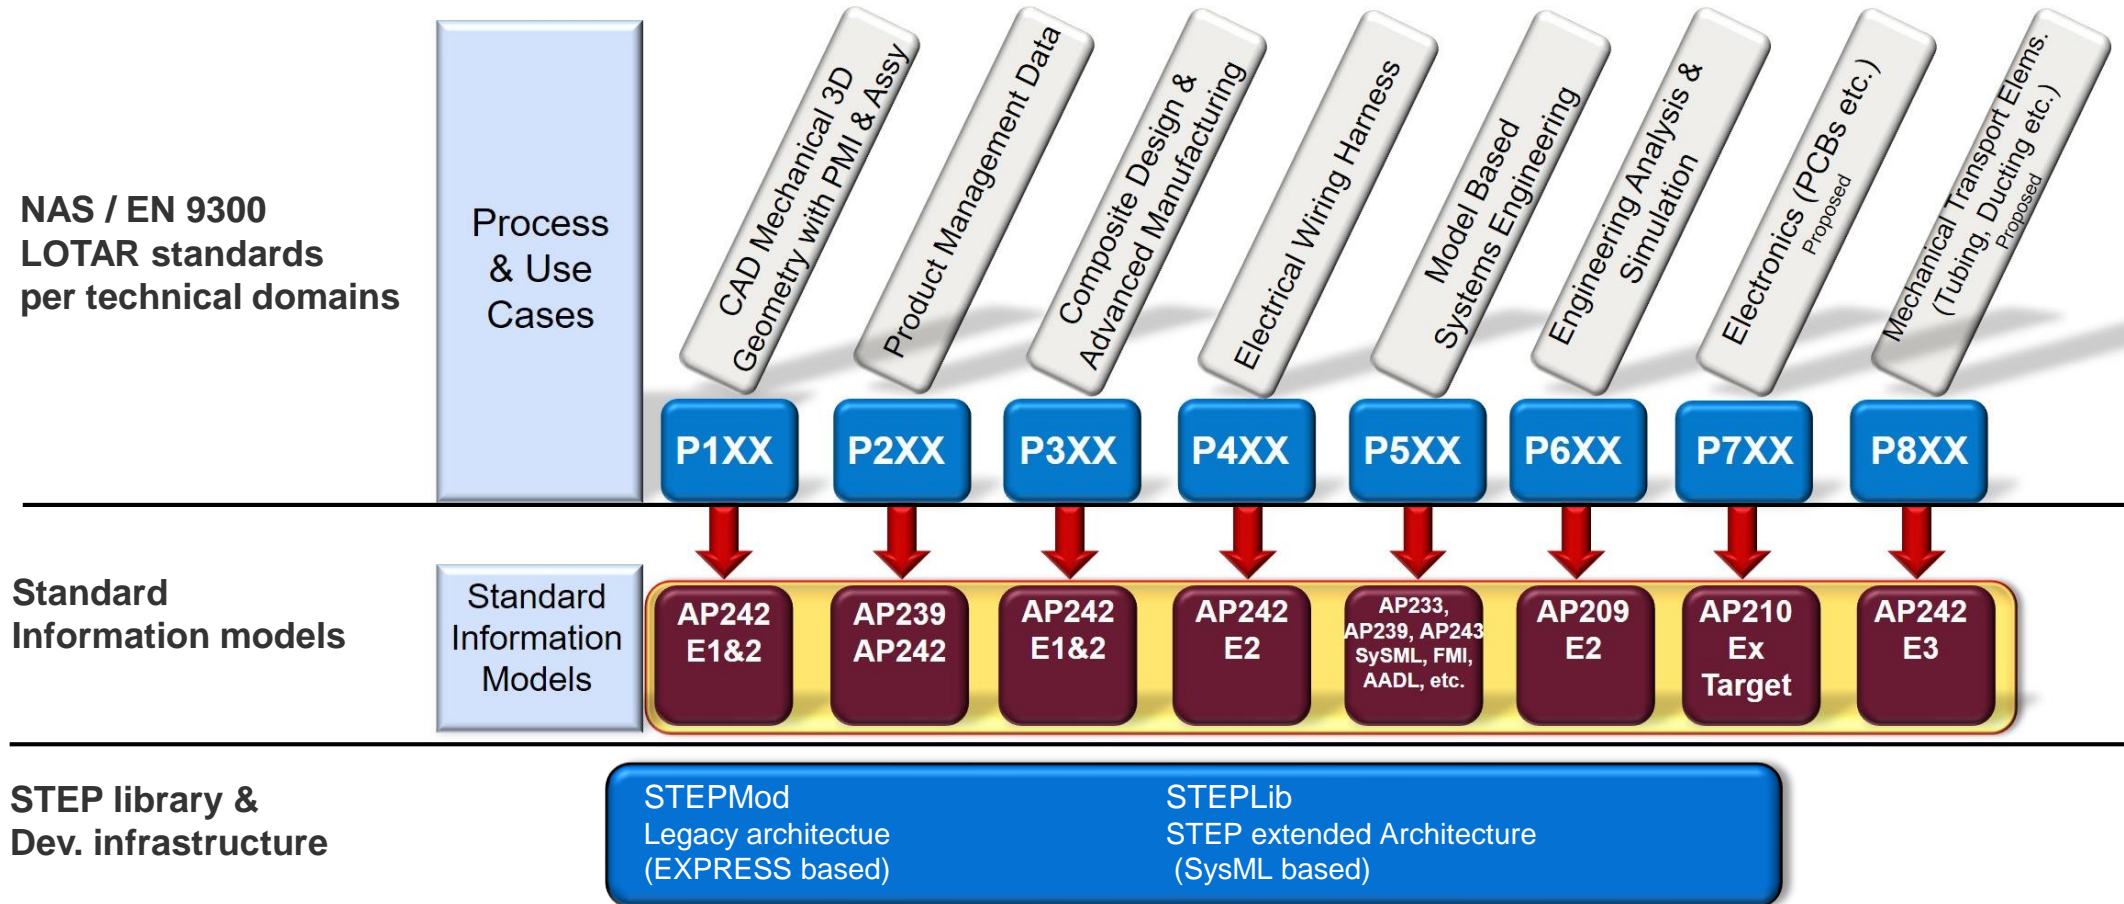 NAS / EN 9300
LOTAR standards
per technical domains
Process
& Use
Cases
CAD Mechanical 3D
Geometry with PMI & Assy
Product Management Data
Composite Design &
Advanced Manufacturing
Electrical Wiring Harness
Model Based
Systems Engineering
Engineering Analysis &
Simulation
Electronics (PCBs etc.)
Proposed
Mechanical Transport Elems.
(Tubing, Ducting etc.)
Proposed
P1XX
P2XX
P3XX
P4XX
P5XX
P6XX
P7XX
P8XX
Standard
Information models
Standard
Information
Models
AP242
E1&2
AP239
AP242
AP242
E1&2
AP242
E2
AP233,
AP239, AP243
SySML, FMI,
AADL, etc.
AP209
E2
AP210
Ex
Target
AP242
E3
STEP library &
Dev. infrastructure
STEPMod
Legacy architectue
(EXPRESS based)
STEPLib
STEP extended Architecture
(SysML based)